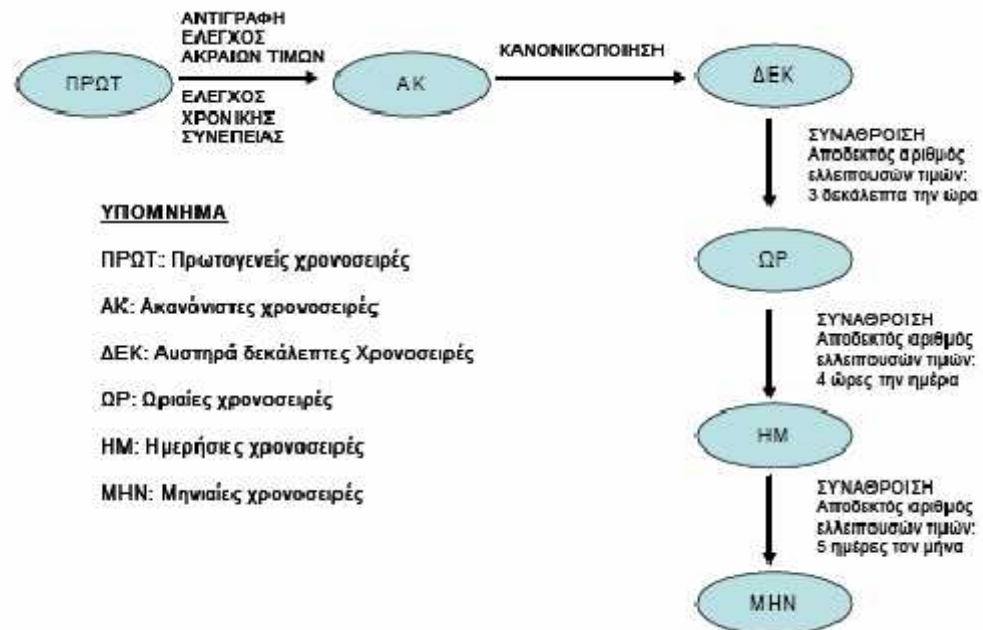 ΑΝΤΙΓΡΑΦΗ
ΕΛΕΓΧΟΣ
ΑΚΡΑΙΩΝ ΤΙΜΩΝ
ΠΡΩΤ
ΕΛΕΓΧΟΣ
ΧΡΟΝΙΚΗΣ
ΣΥΝΕΠΕΙΑΣ
ΑΚ
ΚΑΝΟΝΙΚΟΠΟΙΗΣΗ
ΔΕΚ
ΣΥΝΑΘΡΟΙΣΗ
Αποδεκτός αριθμός
ελλειπουσών τιμών:
3 δεκάλεπτα την ώρα
ΩΡ
ΣΥΝΑΘΡΟΙΣΗ
Αποδεκτός αριθμός
ελλειπουσών τιμών:
4 ώρες την ημέρα
ΗΜ
ΣΥΝΑΘΡΟΙΣΗ
Αποδεκτός αριθμός
ελλειπουσών τιμών:
5 ημέρες τον μήνα
ΜΗΝ
ΥΠΟΜΝΗΜΑ
ΠΡΩΤ: Πρωτογενείς χρονοσειρές
ΑΚ: Ακανόνιστες χρονοσειρές
ΔΕΚ: Αυστηρά δεκάλεπτες Χρονοσειρές
ΩΡ: Ωριαίες χρονοσειρές
ΗΜ: Ημερήσιες χρονοσειρές
ΜΗΝ: Μηνιαίες χρονοσειρές